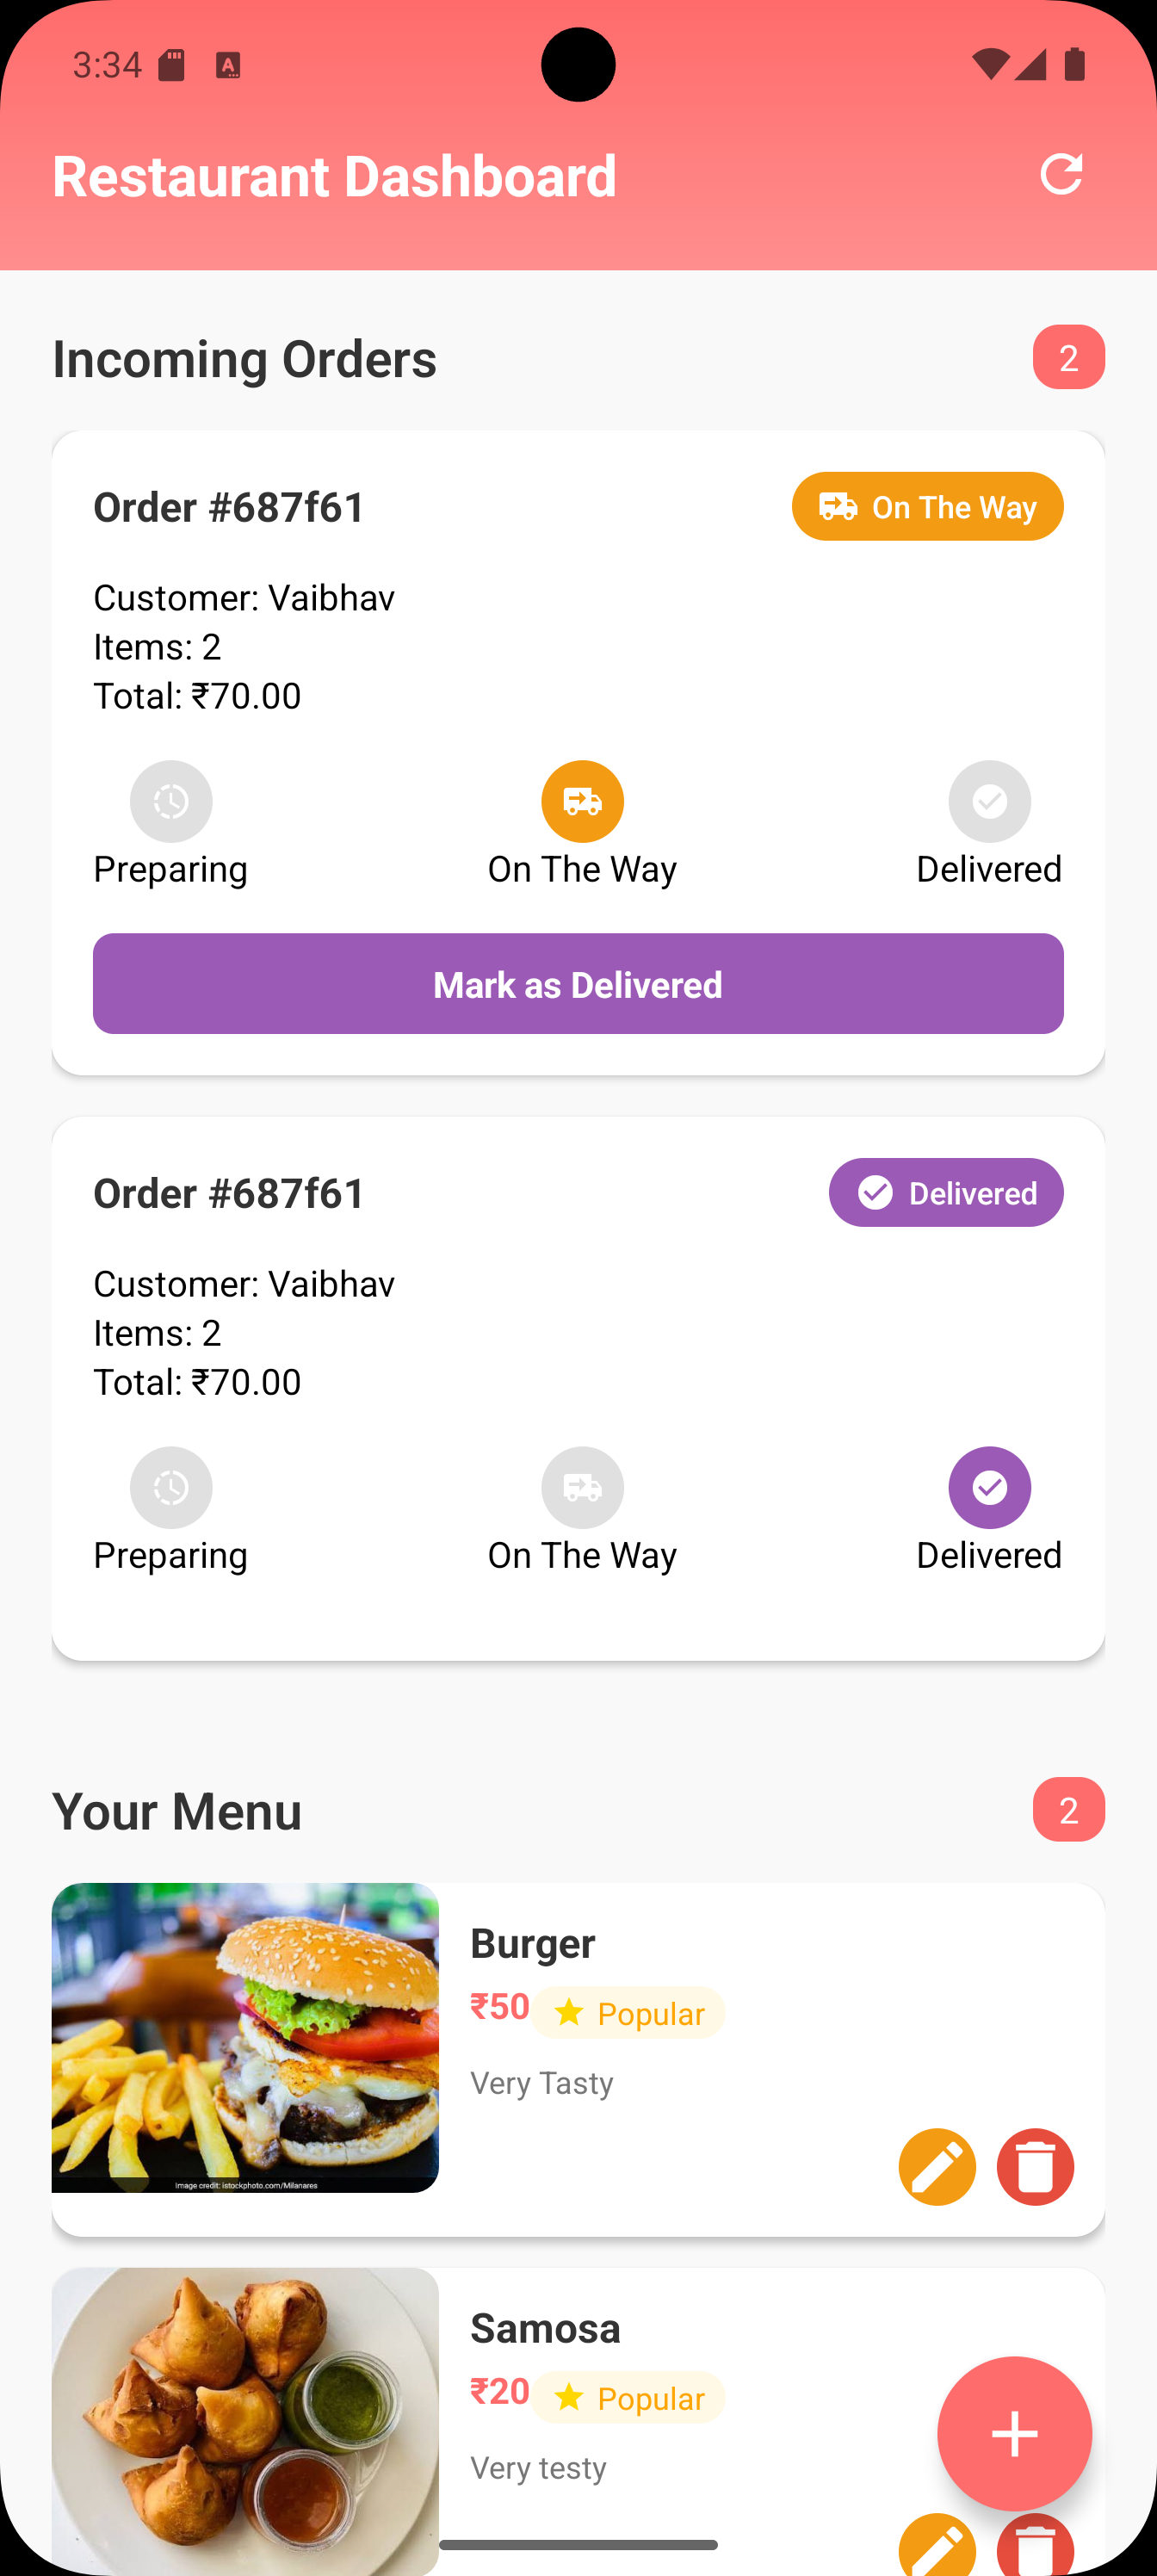 3:34
Restaurant Dashboard
Incoming Orders
2
Order #687f61
On The Way
Customer: Vaibhav
Items: 2
Total: ₹70.00
Preparing
On The Way
Delivered
Mark as Delivered
Order #687f61
Delivered
Customer: Vaibhav
Items: 2
Total: ₹70.00
Preparing
On The Way
Delivered
Your Menu
2
Burger
₹50
Popular
Very Tasty
Image credit: istockphoto.com/Milanares
Samosa
₹20
Popular
Very testy